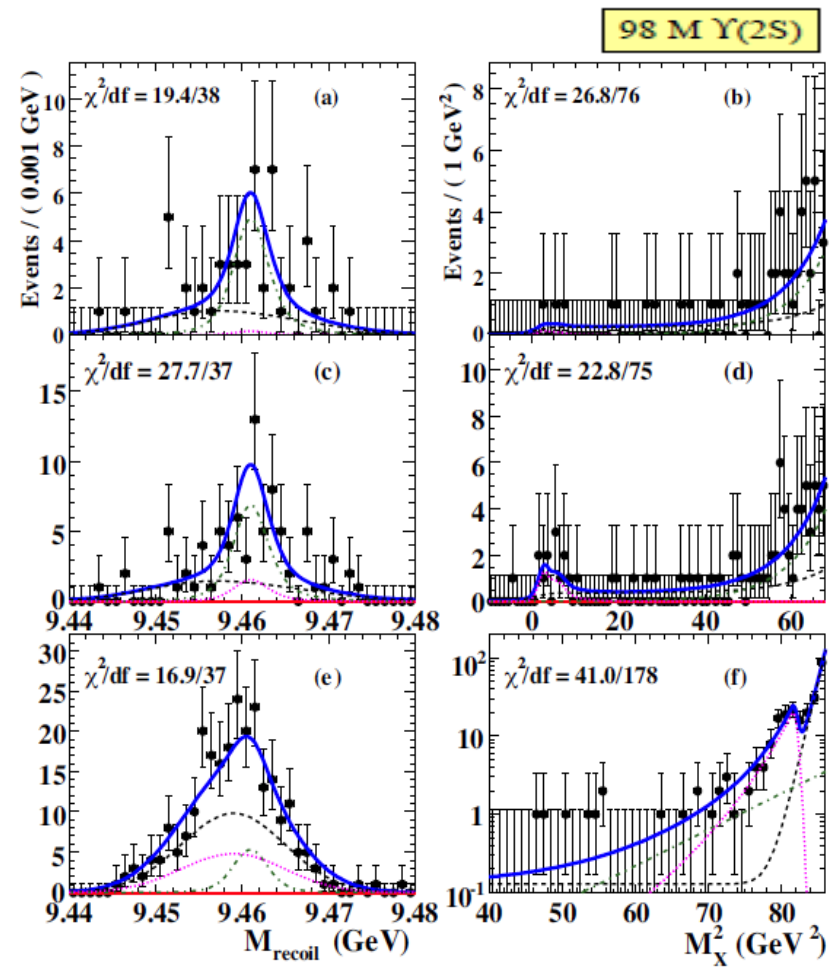 98 M ϒ(2S)
Events / ( 0.001 GeV )
10
8
6
4
2
0
χ²/df = 19.4/38 (a)
Events / ( 1 GeV²)
8
6
4
2
0
χ²/df = 26.8/76 (b)
15
10
5
0
χ²/df = 27.7/37 (c)
9.44 9.45 9.46 9.47 9.48
10
8
6
4
2
0
χ²/df = 22.8/75 (d)
0 20 40 60
30
25
20
15
10
5
0
χ²/df = 16.9/37 (e)
9.44 9.45 9.46 9.47 9.48
M_recoil (GeV)
10²
10
1
10⁻¹
χ²/df = 41.0/178 (f)
40 50 60 70 80
M²_X (GeV²)